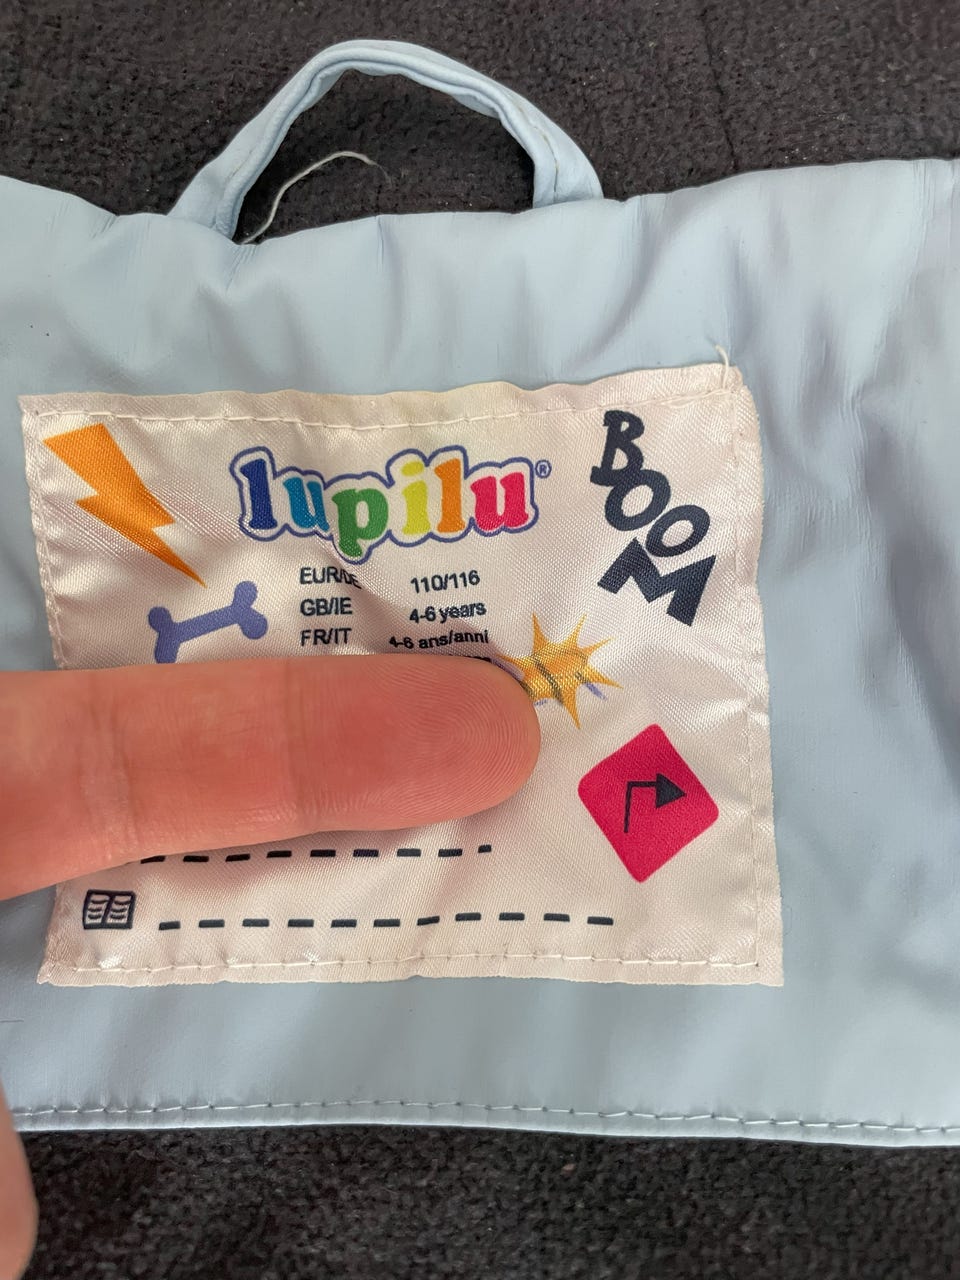 lupilu®
BOOM
EUR/DE 110/116
GB/IE 4-6 years
FR/IT 4-6 ans/anni